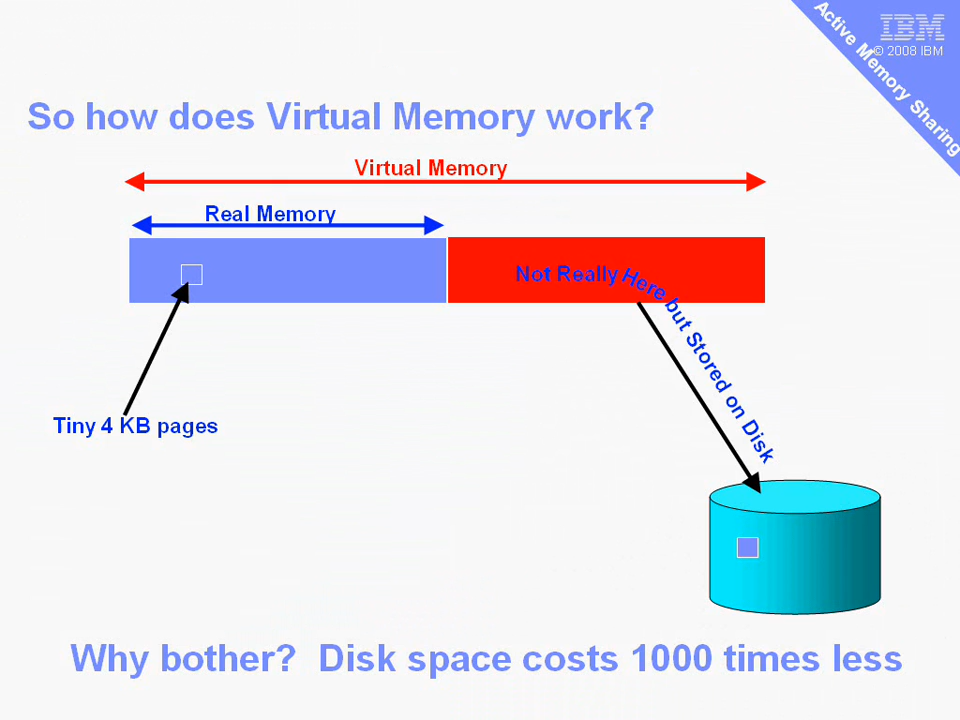 IBM
© 2008 IBM
Active Memory Sharing
So how does Virtual Memory work?
Virtual Memory
Real Memory
Not Really Here but Stored on Disk
Tiny 4 KB pages
Why bother? Disk space costs 1000 times less